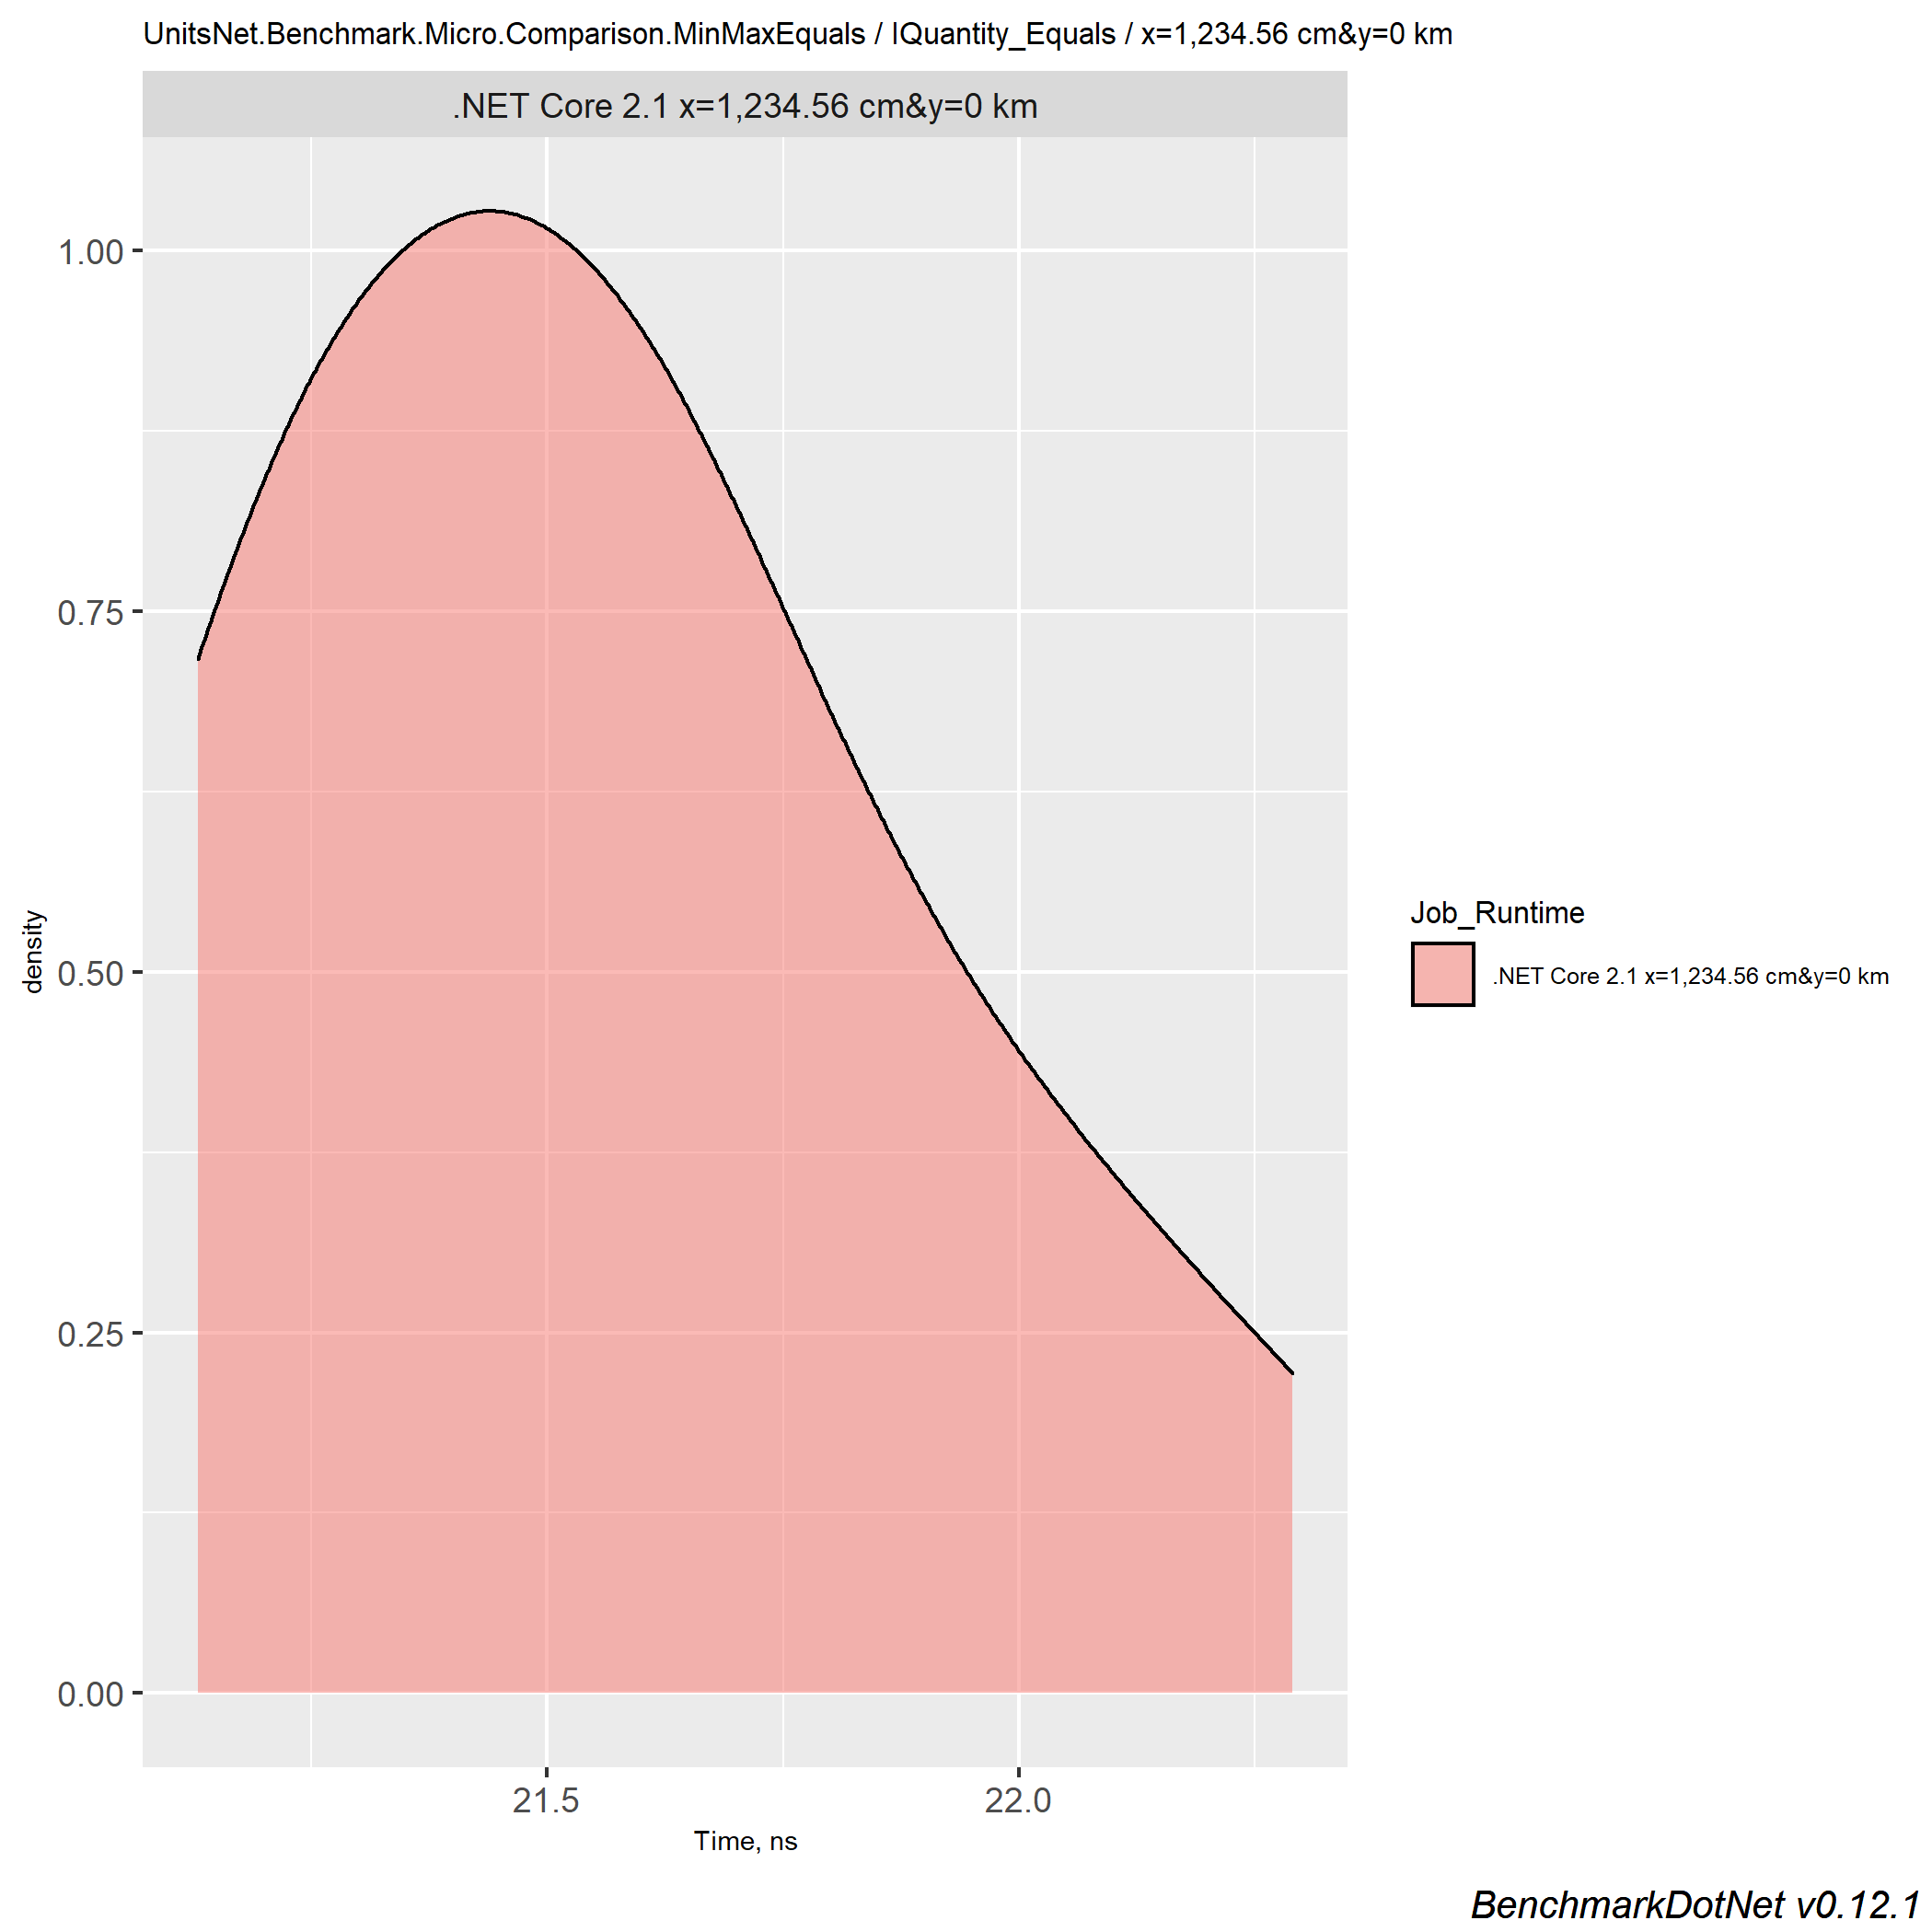 UnitsNet.Benchmark.Micro.Comparison.MinMaxEquals / IQuantity_Equals / x=1,234.56 cm&y=0 km
.NET Core 2.1 x=1,234.56 cm&y=0 km
1.00
0.75
0.50
0.25
0.00
density
21.5
22.0
Time, ns
Job_Runtime
.NET Core 2.1 x=1,234.56 cm&y=0 km
BenchmarkDotNet v0.12.1